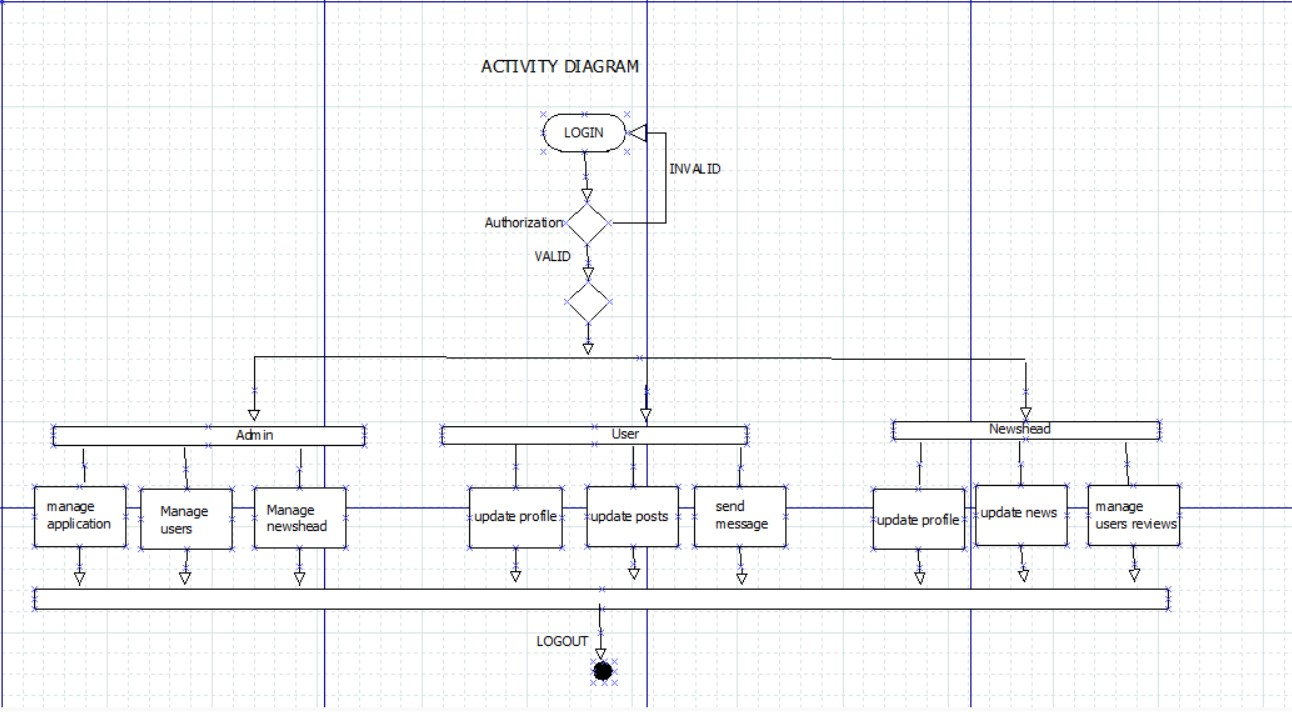 ACTIVITY DIAGRAM
LOGIN
INVALID
Authorization
VALID
Admin
User
Newshead
manage
application
Manage
users
Manage
newshead
update profile
update posts
send
message
update profile
update news
manage
users reviews
LOGOUT